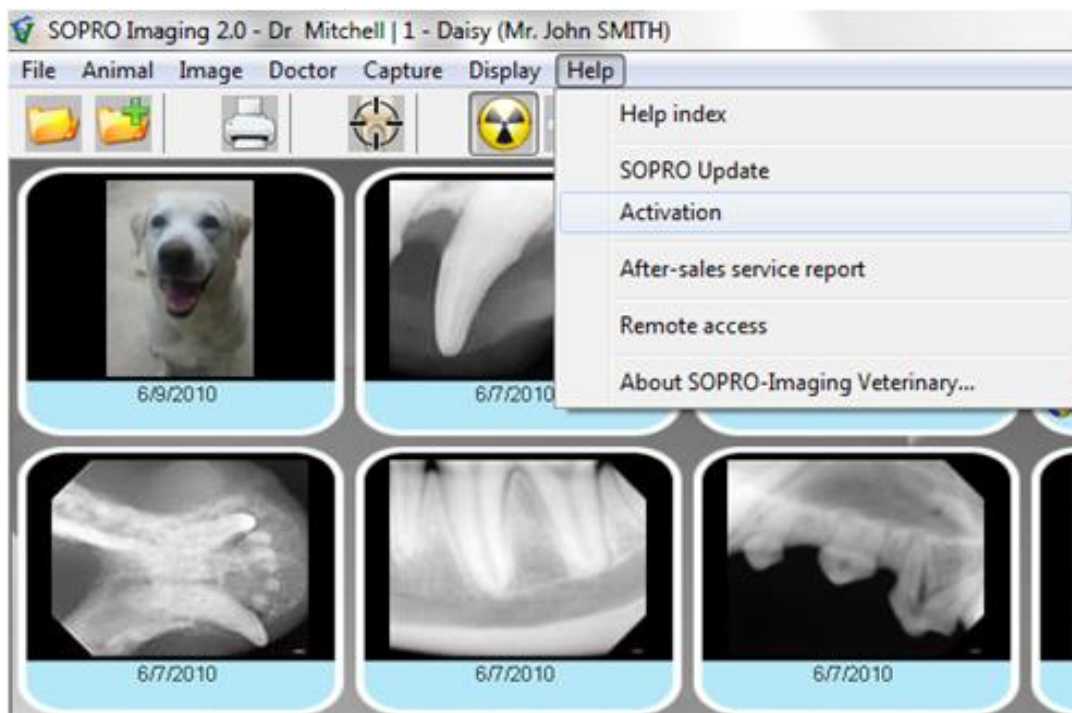 SOPRO Imaging 2.0 - Dr Mitchell | 1 - Daisy (Mr. John SMITH)
File Animal Image Doctor Capture Display Help
Help index
SOPRO Update
Activation
After-sales service report
Remote access
About SOPRO-Imaging Veterinary...
6/9/2010 6/7/2010
6/7/2010 6/7/2010 6/7/2010